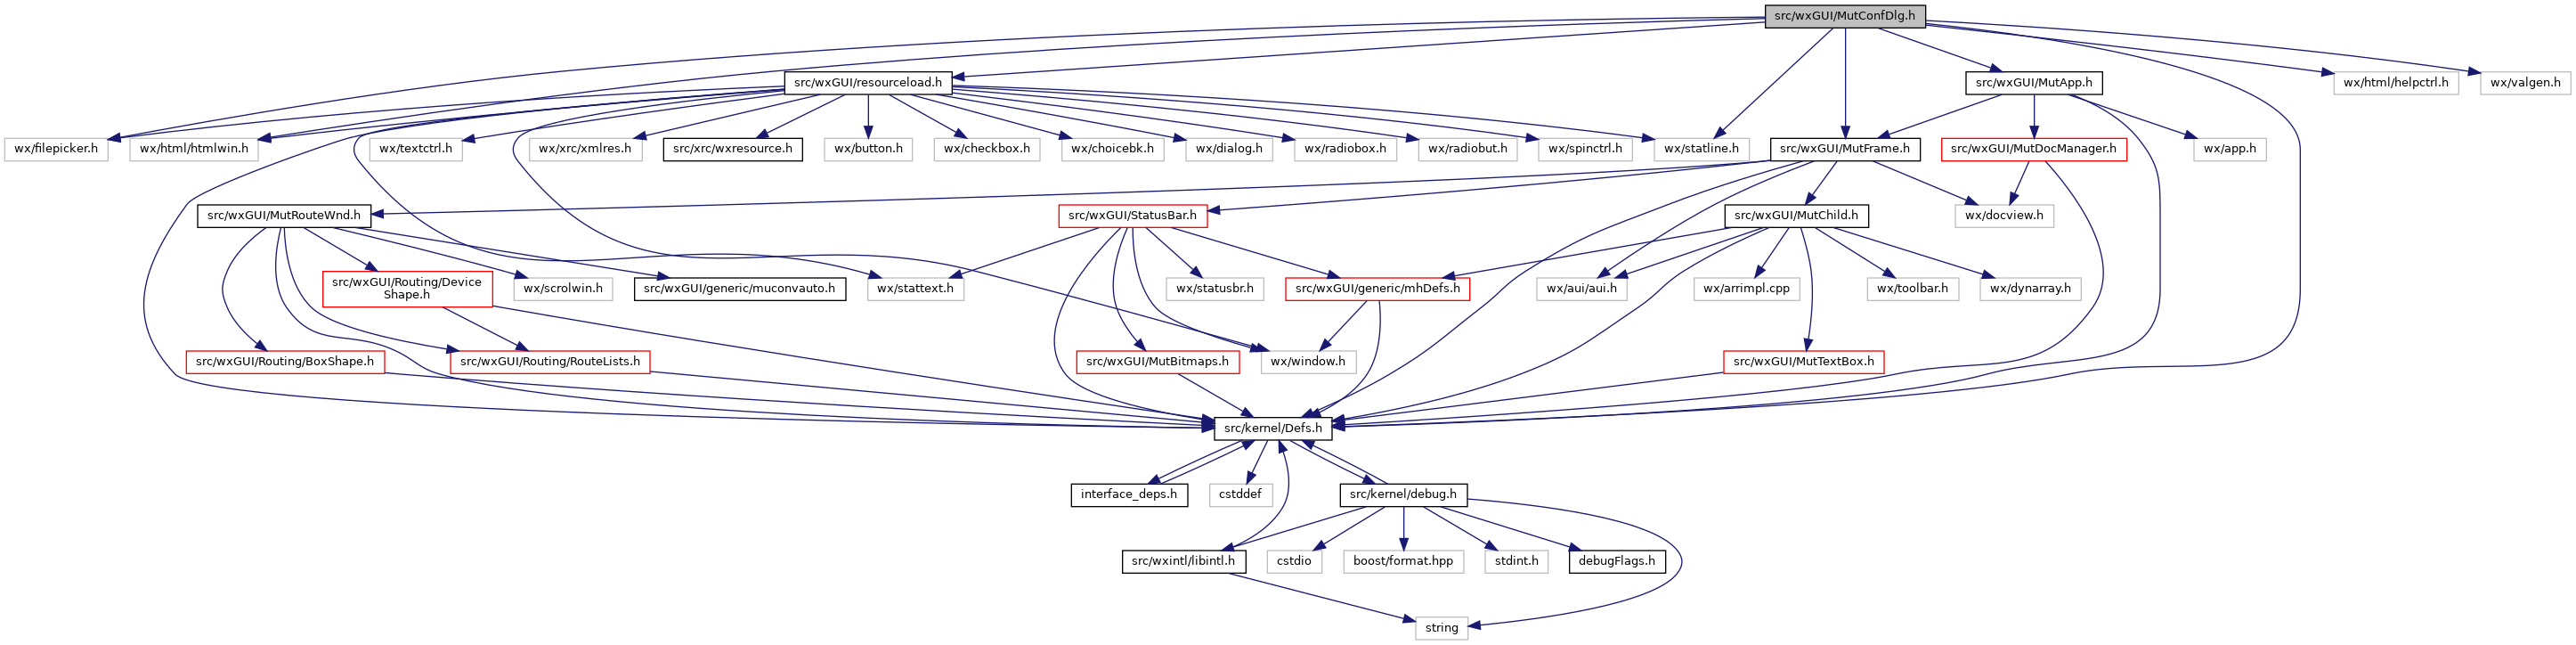 src/wxGUI/MutConfDlg.h
src/wxGUI/resourceload.h
src/wxGUI/MutApp.h
wx/html/helpctrl.h
wx/valgen.h
wx/filepicker.h
wx/html/htmlwin.h
wx/textctrl.h
wx/xrc/xmlres.h
src/xrc/wxresource.h
wx/button.h
wx/checkbox.h
wx/choicebk.h
wx/dialog.h
wx/radiobox.h
wx/radiobut.h
wx/spinctrl.h
wx/statline.h
src/wxGUI/MutFrame.h
src/wxGUI/MutDocManager.h
wx/app.h
src/wxGUI/MutRouteWnd.h
src/wxGUI/StatusBar.h
src/wxGUI/MutChild.h
wx/docview.h
src/wxGUI/Routing/Device
Shape.h
wx/scrolwin.h
src/wxGUI/generic/muconvauto.h
wx/stattext.h
wx/statusbr.h
src/wxGUI/generic/mhDefs.h
wx/aui/aui.h
wx/arrimpl.cpp
wx/toolbar.h
wx/dynarray.h
src/wxGUI/Routing/BoxShape.h
src/wxGUI/Routing/RouteLists.h
src/wxGUI/MutBitmaps.h
wx/window.h
src/wxGUI/MutTextBox.h
src/kernel/Defs.h
interface_deps.h
cstddef
src/kernel/debug.h
src/wxintl/libintl.h
cstdio
boost/format.hpp
stdint.h
debugFlags.h
string